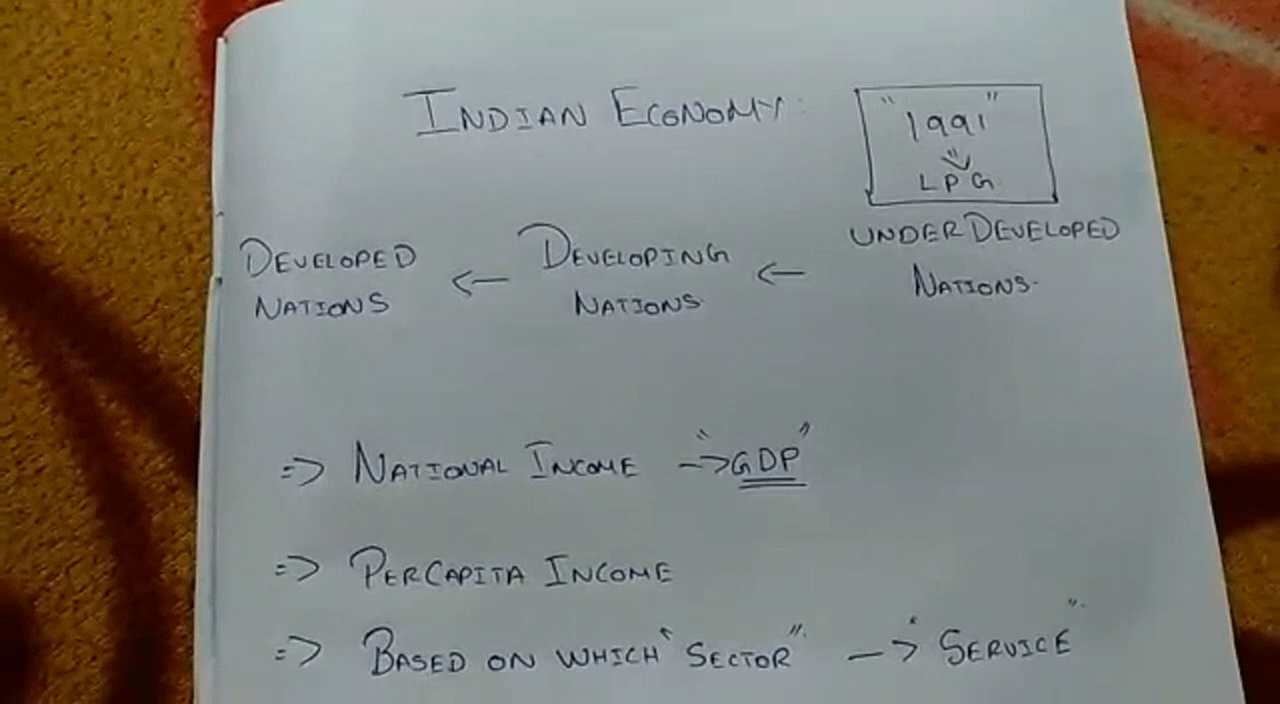 INDIAN ECONOMY:
"1991"
LPG
DEVELOPED NATIONS ← DEVELOPING NATIONS ← UNDERDEVELOPED NATIONS.
=> NATIONAL INCOME -> "GDP"
=> PERCAPITA INCOME
=> BASED ON WHICH "SECTOR" -> "SERVICE"